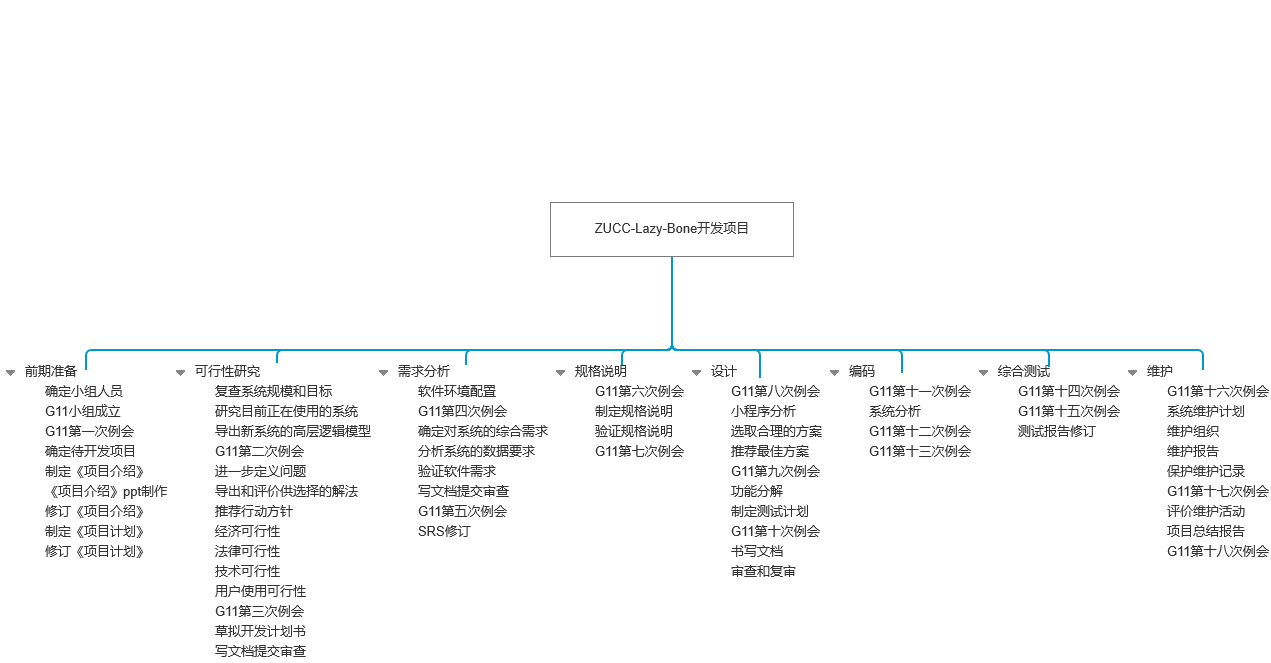 ZUCC-Lazy-Bone开发项目
前期准备
确定小组人员
G11小组成立
G11第一次例会
确定待开发项目
制定《项目介绍》
《项目介绍》ppt制作
修订《项目介绍》
制定《项目计划》
修订《项目计划》
可行性研究
复查系统规模和目标
研究目前正在使用的系统
导出新系统的高层逻辑模型
G11第二次例会
进一步定义问题
导出和评价供选择的解法
推荐行动方针
经济可行性
法律可行性
技术可行性
用户使用可行性
G11第三次例会
草拟开发计划书
写文档提交审查
需求分析
软件环境配置
G11第四次例会
确定对系统的综合需求
分析系统的数据要求
验证软件需求
写文档提交审查
G11第五次例会
SRS修订
规格说明
G11第六次例会
制定规格说明
验证规格说明
G11第七次例会
设计
G11第八次例会
小程序分析
选取合理的方案
推荐最佳方案
G11第九次例会
功能分解
制定测试计划
G11第十次例会
书写文档
审查和复审
编码
G11第十一次例会
系统分析
G11第十二次例会
G11第十三次例会
综合测试
G11第十四次例会
G11第十五次例会
测试报告修订
维护
G11第十六次例会
系统维护计划
维护组织
维护报告
保护维护记录
G11第十七次例会
评价维护活动
项目总结报告
G11第十八次例会